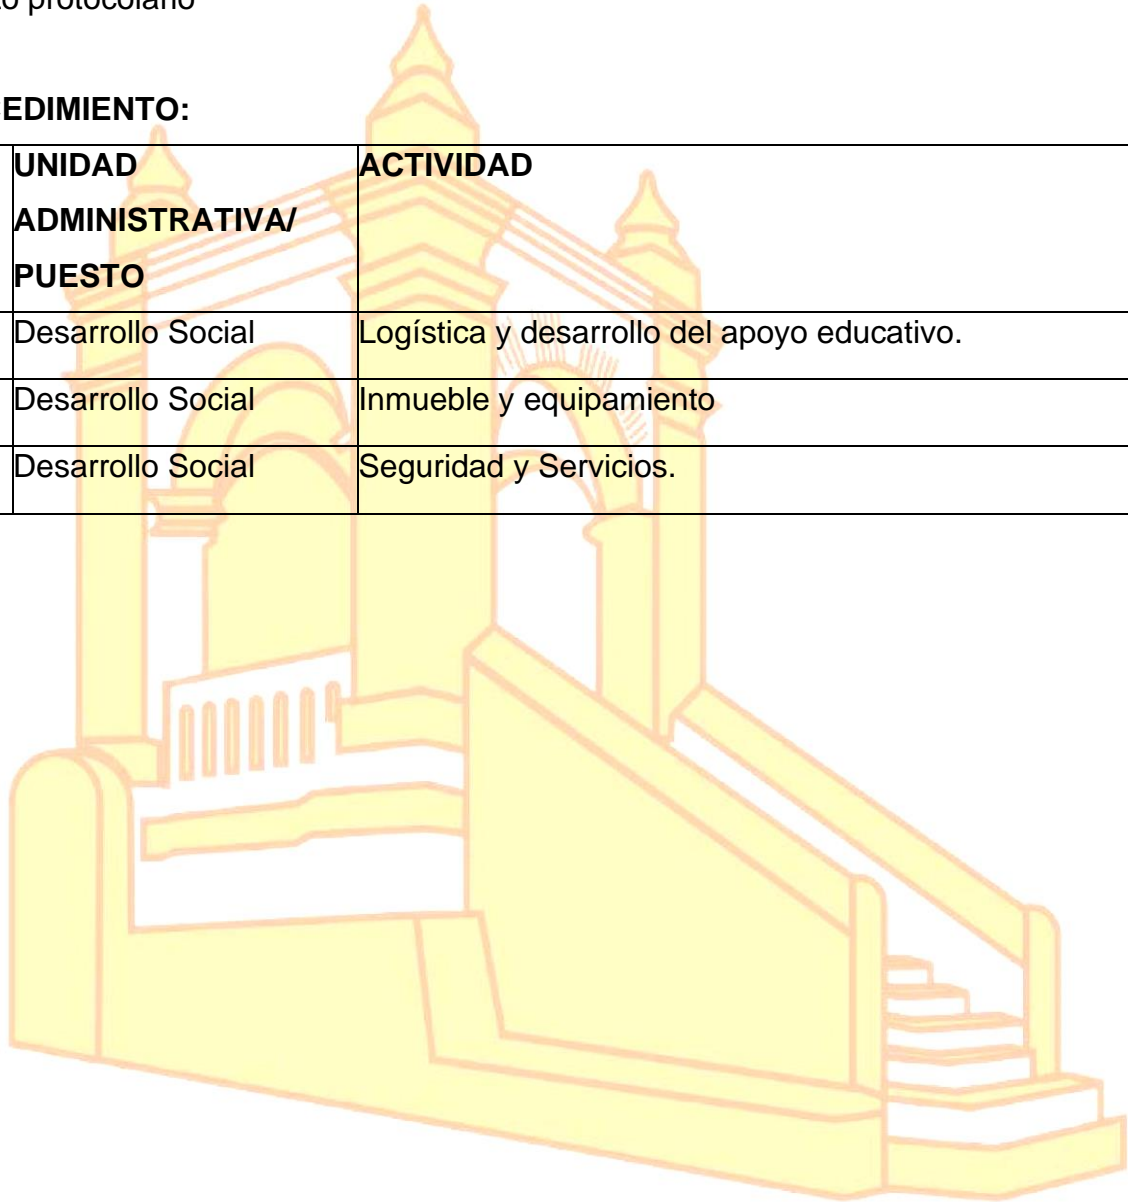 protocolario
EDIMIENTO:
UNIDAD ADMINISTRATIVA/ PUESTO
ACTIVIDAD
Desarrollo Social
Logística y desarrollo del apoyo educativo.
Desarrollo Social
Inmueble y equipamiento
Desarrollo Social
Seguridad y Servicios.